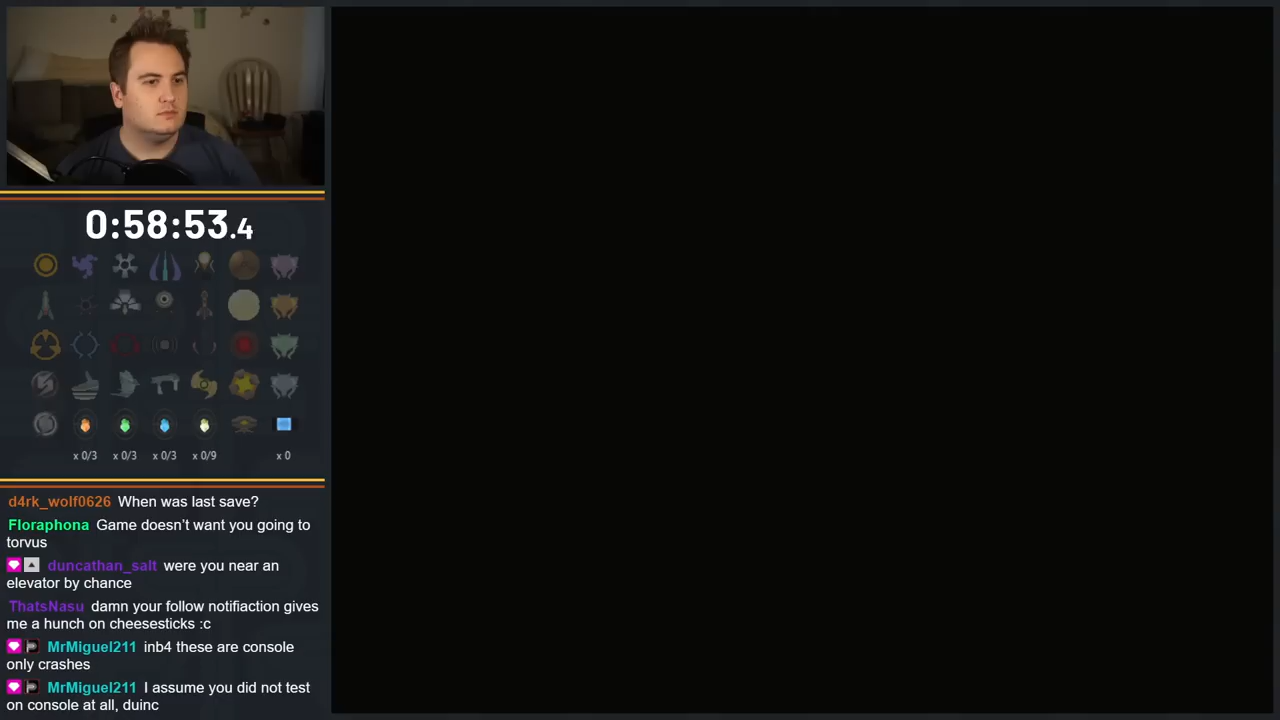 0:58:53.4
x 0/3 x 0/3 x 0/3 x 0/9 x 0
d4rk_wolf0626 When was last save?
Floraphona Game doesn't want you going to
torvus
duncathan_salt were you near an
elevator by chance
ThatsNasu damn your follow notifiaction gives
me a hunch on cheesesticks :c
MrMiguel211 inb4 these are console
only crashes
MrMiguel211 I assume you did not test
on console at all, duinc